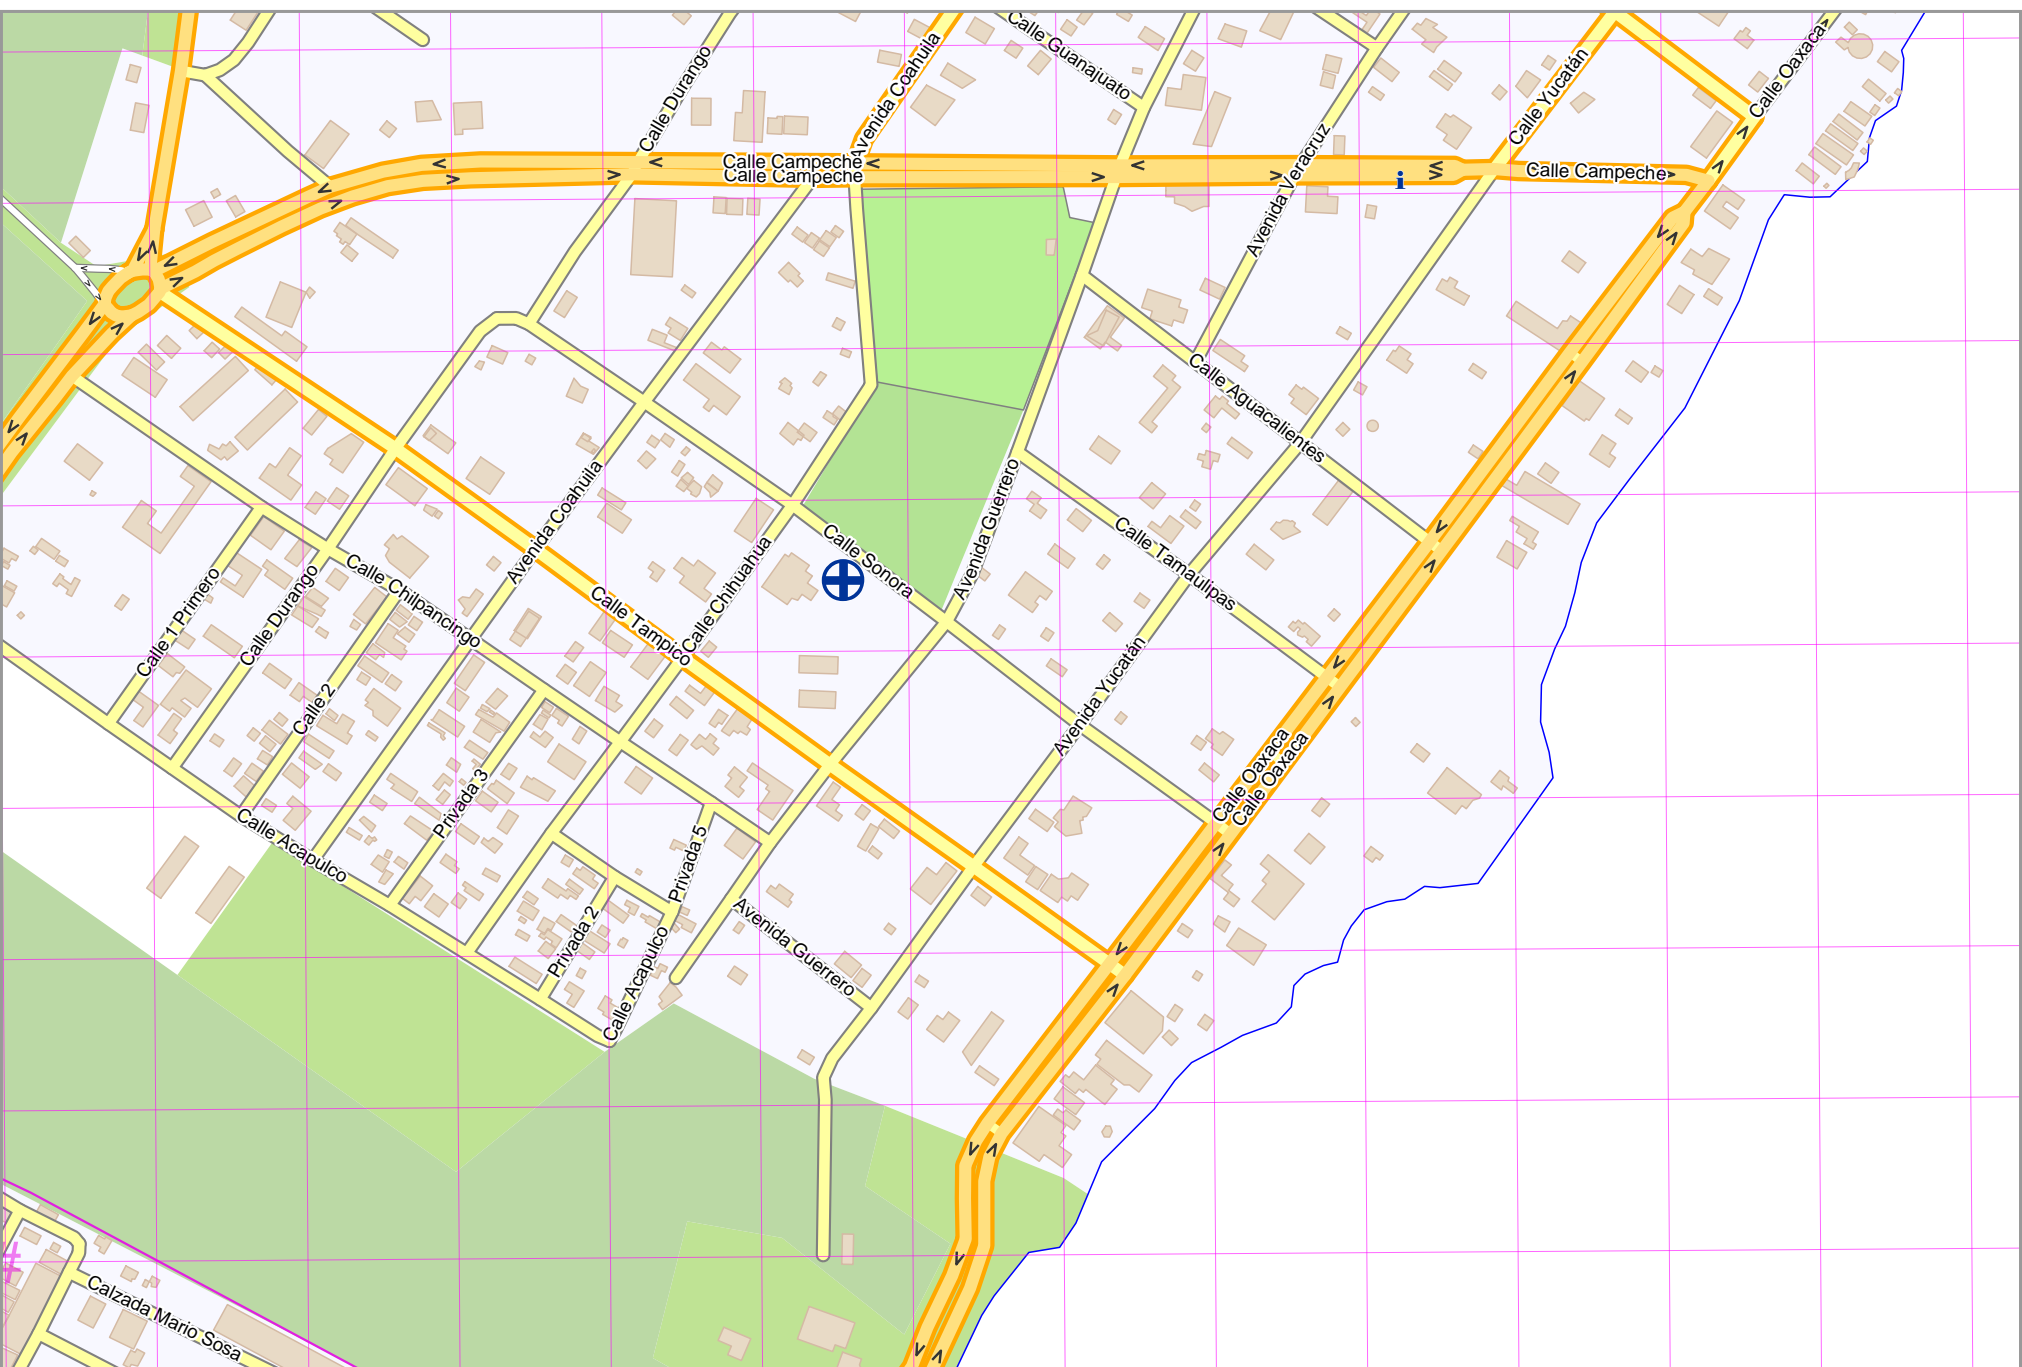 Calle Guanajuato
Calle Oaxaca
Avenida Coahuila
Calle Durango
Calle Yucatán
Calle Campeche
Calle Campeche
Calle Campeche
i
Avenida Veracruz
Calle Aguacalientes
Avenida Coahuila
Avenida Guerrero
Calle Tamaulipas
Calle Sonora
Calle Chihuahua
Calle Chilpancingo
Calle 1 Primero
Calle Durango
Calle Tampico
Avenida Yucatán
Calle 2
Calle Oaxaca
Calle Oaxaca
Privada 3
Calle Acapulco
Privada 5
Avenida Guerrero
Privada 2
Calle Acapulco
Calzada Mario Sosa